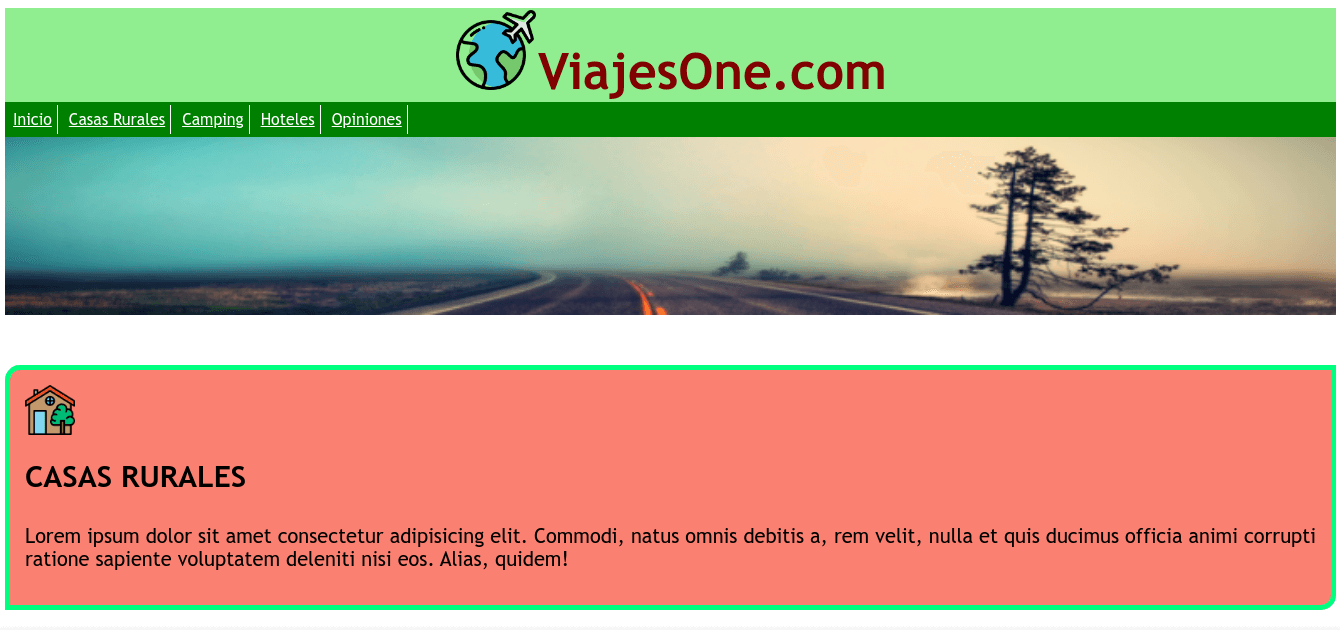 ViajesOne.com
Inicio Casas Rurales Camping Hoteles Opiniones
CASAS RURALES
Lorem ipsum dolor sit amet consectetur adipisicing elit. Commodi, natus omnis debitis a, rem velit, nulla et quis ducimus officia animi corrupti
ratione sapiente voluptatem deleniti nisi eos. Alias, quidem!